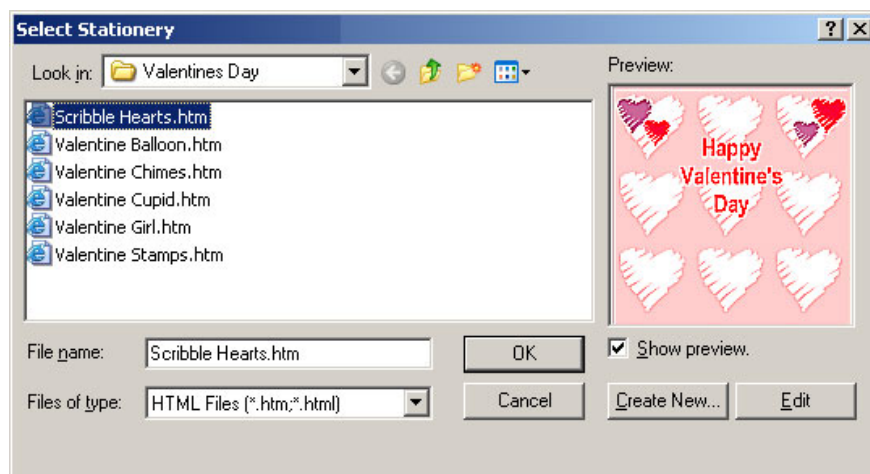 Select Stationery
Look in: Valentines Day
Preview:
Scribble Hearts.htm
Valentine Balloon.htm
Valentine Chimes.htm
Valentine Cupid.htm
Valentine Girl.htm
Valentine Stamps.htm
Happy
Valentine's
Day
File name: Scribble Hearts.htm OK
Show preview.
Files of type: HTML Files (*.htm;*.html) Cancel
Create New... Edit